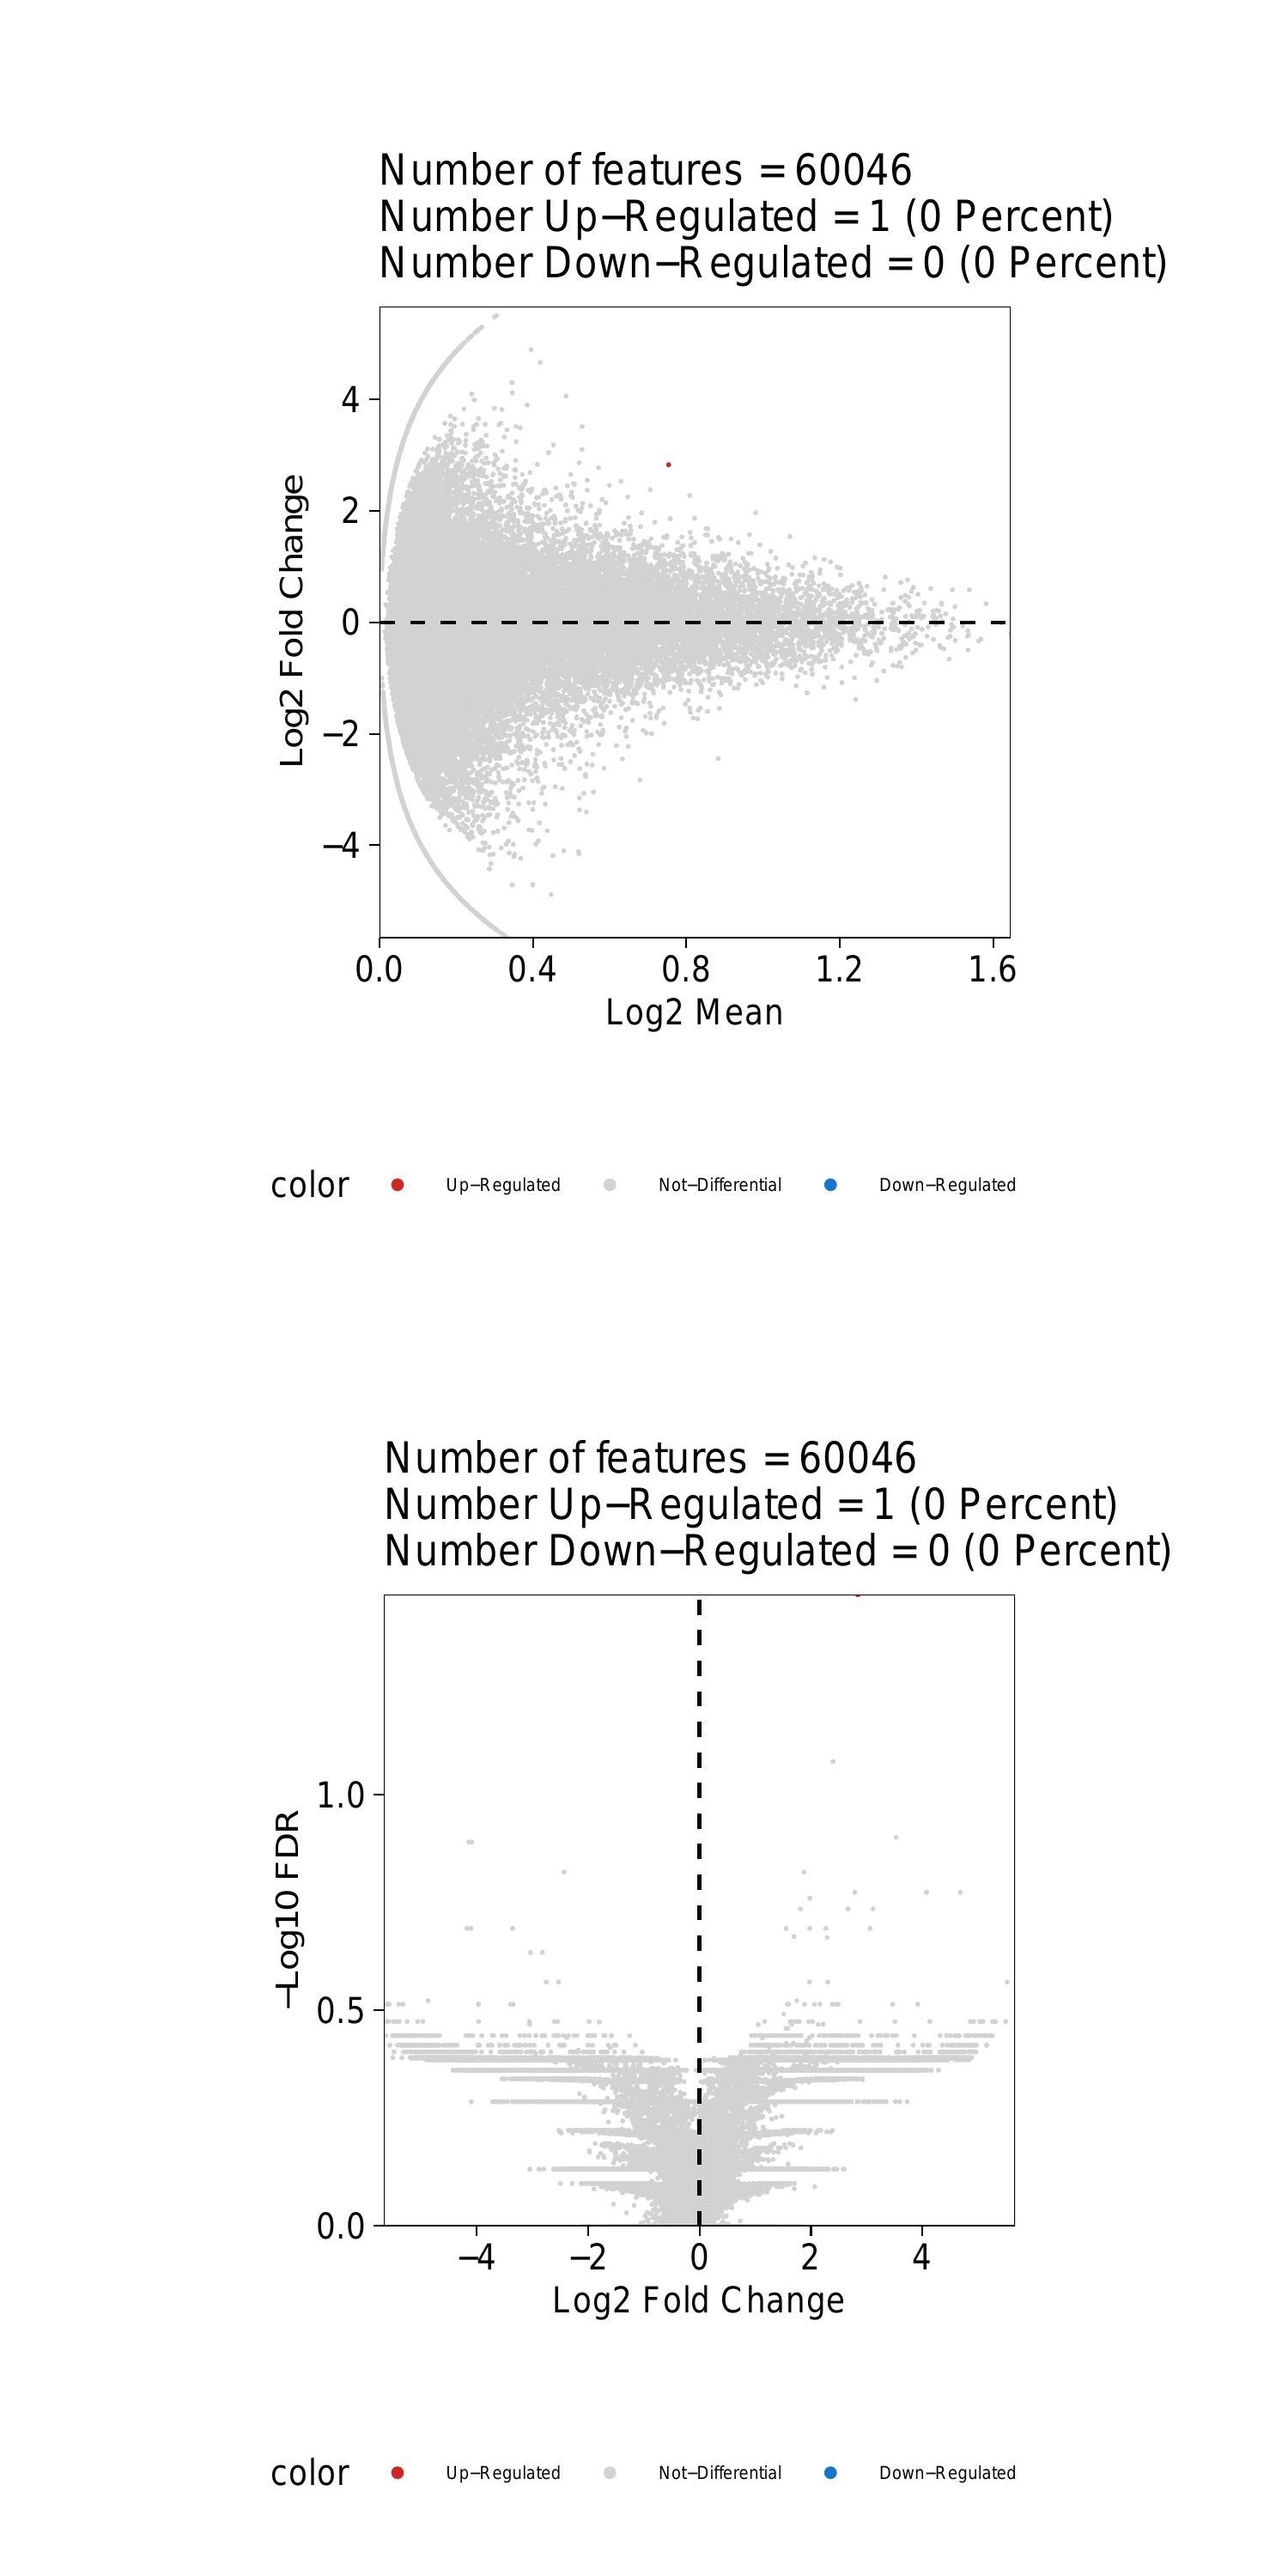 Number of features = 60046
Number Up−Regulated = 1 (0 Percent)
Number Down−Regulated = 0 (0 Percent)
Log2 Fold Change
4
2
0
−2
−4
0.0 0.4 0.8 1.2 1.6
Log2 Mean
color Up−Regulated Not−Differential Down−Regulated
Number of features = 60046
Number Up−Regulated = 1 (0 Percent)
Number Down−Regulated = 0 (0 Percent)
−Log10 FDR
1.0
0.5
0.0
−4 −2 0 2 4
Log2 Fold Change
color Up−Regulated Not−Differential Down−Regulated